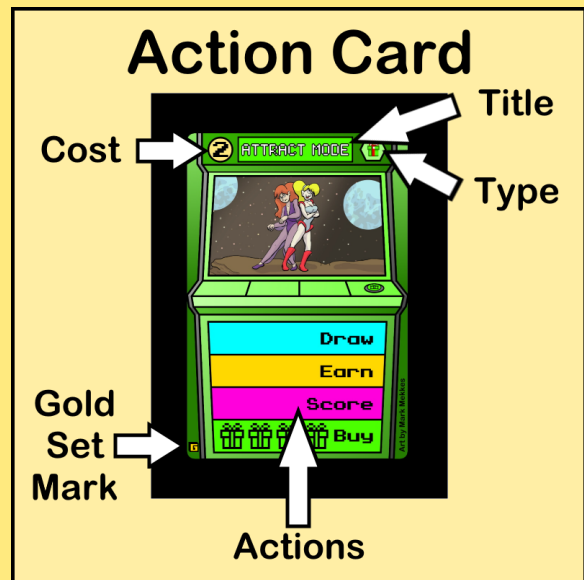 Action Card
Title
Cost
2
ATTRACT MODE
Type
Draw
Earn
Score
Buy
Art by Mark Mekkes
Gold
Set
Mark
G
Actions